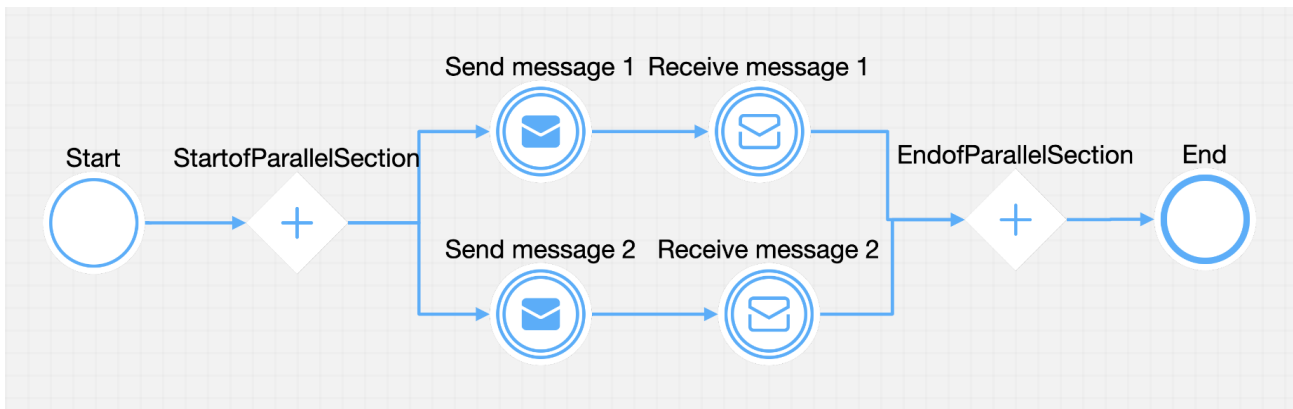 Send message 1
Receive message 1
Start
StartofParallelSection
EndofParallelSection
End
Send message 2
Receive message 2